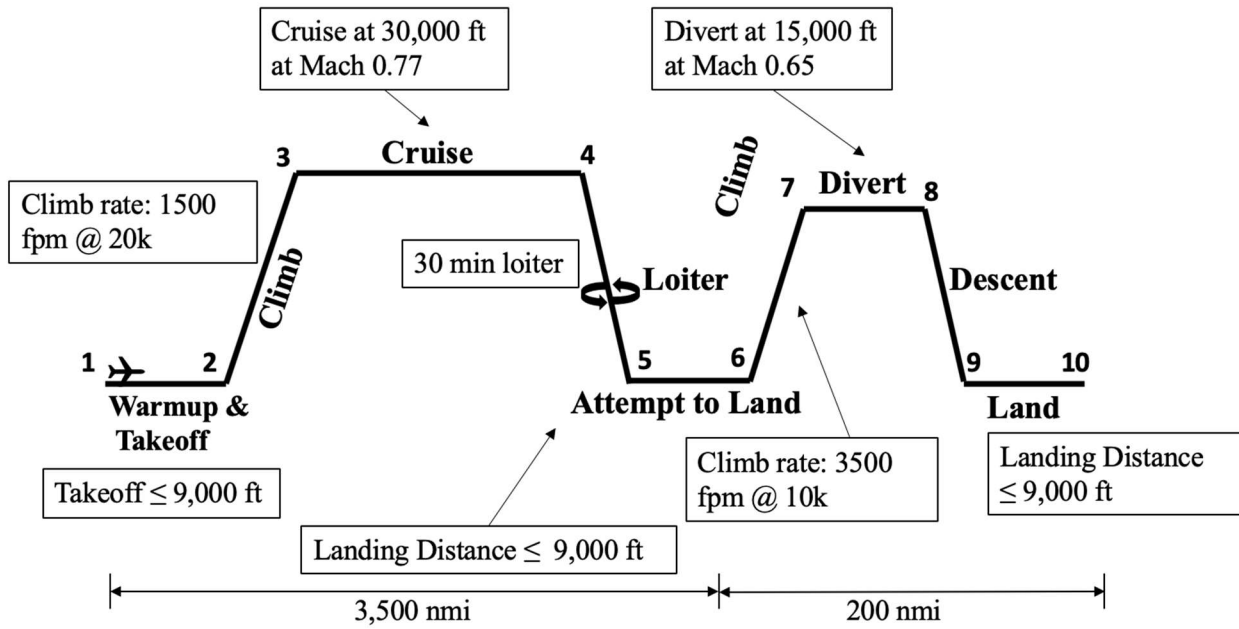 Cruise at 30,000 ft
at Mach 0.77
Divert at 15,000 ft
at Mach 0.65
3
Cruise
4
Climb
7
Divert
8
Climb rate: 1500
fpm @ 20k
Climb
30 min loiter
Loiter
Descent
1
2
5
6
9
10
Warmup &
Takeoff
Attempt to Land
Land
Takeoff ≤ 9,000 ft
Climb rate: 3500
fpm @ 10k
Landing Distance
≤ 9,000 ft
Landing Distance ≤ 9,000 ft
3,500 nmi
200 nmi